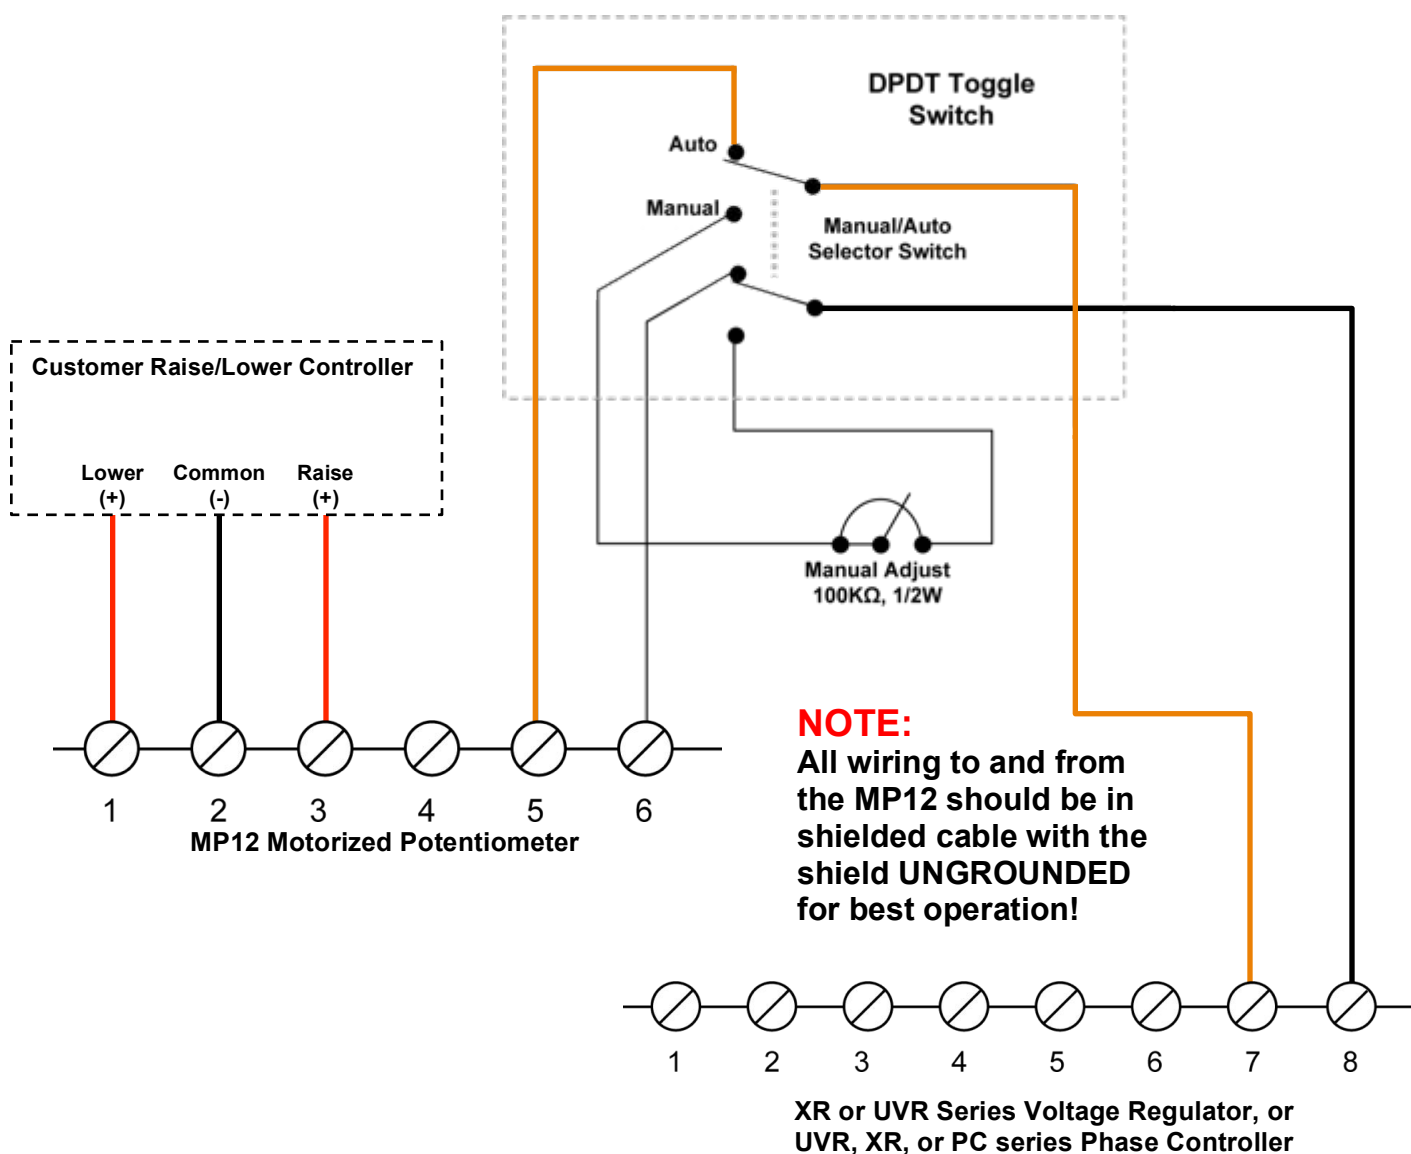 DPDT Toggle
Switch
Auto
Manual
Manual/Auto
Selector Switch
Customer Raise/Lower Controller
Lower
(+)
Common
(-)
Raise
(+)
Manual Adjust
100KΩ, 1/2W
NOTE:
All wiring to and from
the MP12 should be in
shielded cable with the
shield UNGROUNDED
for best operation!
1 2 3 4 5 6
MP12 Motorized Potentiometer
1 2 3 4 5 6 7 8
XR or UVR Series Voltage Regulator, or
UVR, XR, or PC series Phase Controller